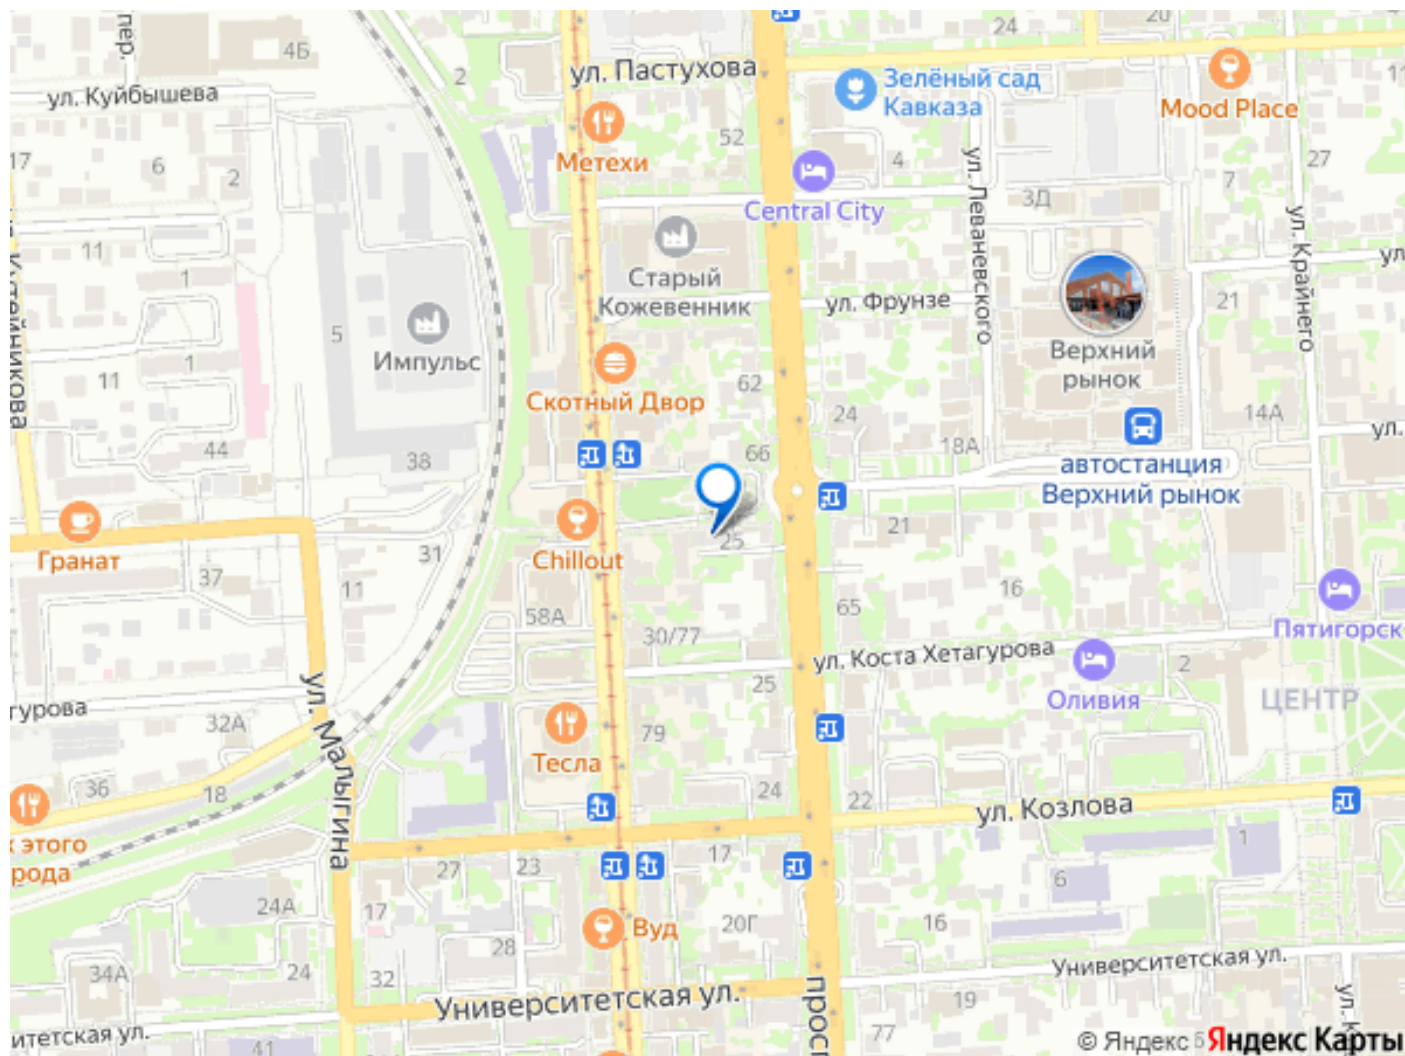 пер.
4Б
24
20
2
ул. Пастухова
Зелёный сад
Кавказа
Mood Place
11
ул. Куйбышева
Метехи
52
4
17
6
2
27
7
Central City
ул. Леваневского
3Д
ул. Крайнего
11
1
Старый
Кожевенник
ул. Фрунзе
21
5
Импульс
Верхний
рынок
1
11
62
Скотный Двор
24
14А
18А
44
38
66
автостанция
Верхний рынок
ул.
Гранат
31
Chillout
25
21
37
11
16
58А
65
30/77
Пятигорск
ул. Коста Хетагурова
2
Оливия
25
ЦЕНТР
гурова
32А
ул. Малыгина
79
Тесла
36
18
24
22
ул. Козлова
1
к этого
рода
27
23
17
6
24А
17
20Г
16
28
Вуд
34А
24
32
Университетская ул.
Университетская ул.
19
итетская ул.
41
77
прос
© Яндекс
5
Яндекс Карты